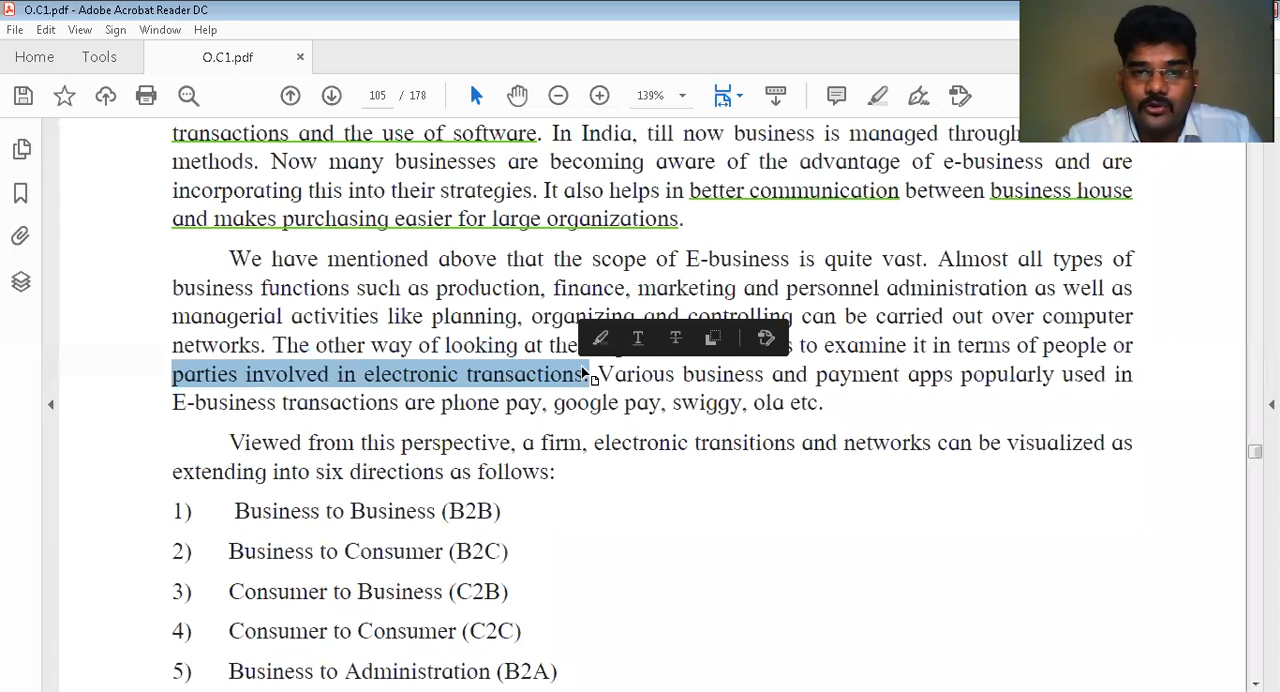 O.C1.pdf - Adobe Acrobat Reader DC
File Edit View Sign Window Help
Home Tools O.C1.pdf ×
105 / 178 139%
transactions and the use of software. In India, till now business is managed through
methods. Now many businesses are becoming aware of the advantage of e-business and are
incorporating this into their strategies. It also helps in better communication between business house
and makes purchasing easier for large organizations.
We have mentioned above that the scope of E-business is quite vast. Almost all types of
business functions such as production, finance, marketing and personnel administration as well as
managerial activities like planning, organizing and controlling can be carried out over computer
networks. The other way of looking at the to examine it in terms of people or
parties involved in electronic transactions. Various business and payment apps popularly used in
E-business transactions are phone pay, google pay, swiggy, ola etc.
Viewed from this perspective, a firm, electronic transitions and networks can be visualized as
extending into six directions as follows:
1) Business to Business (B2B)
2) Business to Consumer (B2C)
3) Consumer to Business (C2B)
4) Consumer to Consumer (C2C)
5) Business to Administration (B2A)